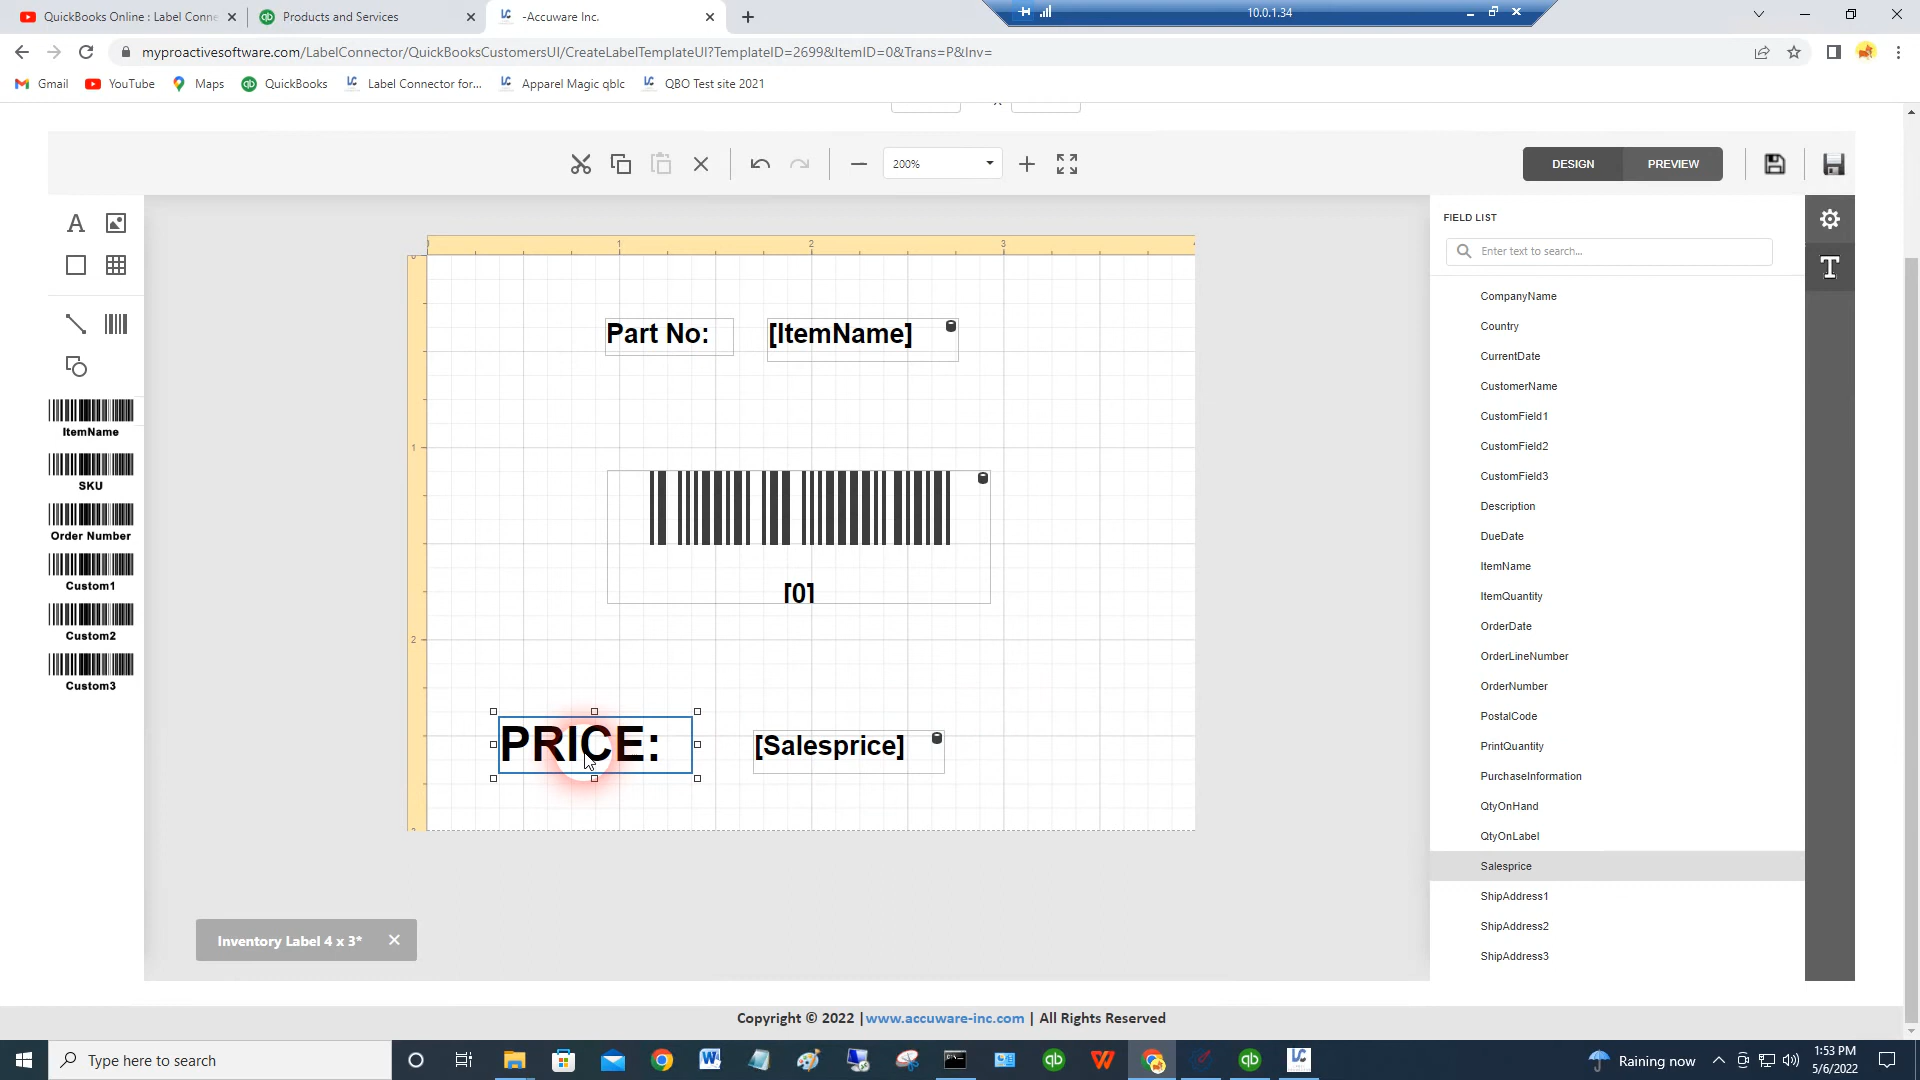 QuickBooks Online : Label Conne
Products and Services
-Accuware Inc.
10.0.1.34
myproactivesoftware.com/LabelConnector/QuickBooksCustomersUI/CreateLabelTemplateUI?TemplateID=2699&ItemID=0&Trans=P&Inv=
Gmail YouTube Maps QuickBooks Label Connector for... Apparel Magic qblc QBO Test site 2021
200%
DESIGN PREVIEW
FIELD LIST
Enter text to search...
ItemName
SKU
Order Number
Custom1
Custom2
Custom3
0 1 2 3
1
2
Part No: [ItemName]
[0]
PRICE: [Salesprice]
CompanyName
Country
CurrentDate
CustomerName
CustomField1
CustomField2
CustomField3
Description
DueDate
ItemName
ItemQuantity
OrderDate
OrderLineNumber
OrderNumber
PostalCode
PrintQuantity
PurchaseInformation
QtyOnHand
QtyOnLabel
Salesprice
ShipAddress1
ShipAddress2
ShipAddress3
Inventory Label 4 x 3*
Copyright © 2022 |www.accuware-inc.com | All Rights Reserved
Type here to search
Raining now
1:53 PM
5/6/2022